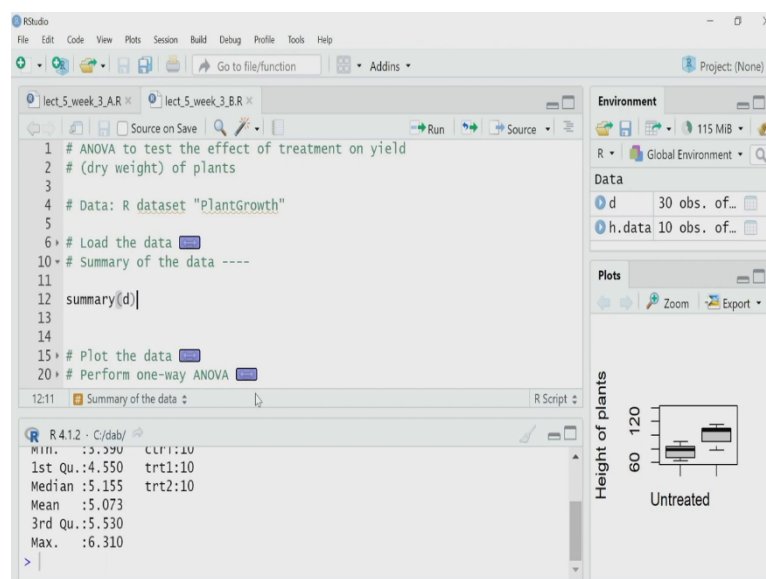 RStudio
File Edit Code View Plots Session Build Debug Profile Tools Help
Go to file/function
Addins
Project: (None)
lect_5_week_3_A.R
lect_5_week_3_B.R
Source on Save
Run
Source
1 # ANOVA to test the effect of treatment on yield
2 # (dry weight) of plants
3
4 # Data: R dataset "PlantGrowth"
5
6 # Load the data
10 # Summary of the data ----
11
12 summary(d)
13
14
15 # Plot the data
20 # Perform one-way ANOVA
12:11 Summary of the data R Script
R 4.1.2 · C:/dab/
Min. :3.590 ctrl:10
1st Qu.:4.550 trt1:10
Median :5.155 trt2:10
Mean :5.073
3rd Qu.:5.530
Max. :6.310
>
Environment
115 MiB
R Global Environment
Data
d 30 obs. of…
h.data 10 obs. of…
Plots
Zoom Export
Height of plants
60 120
Untreated